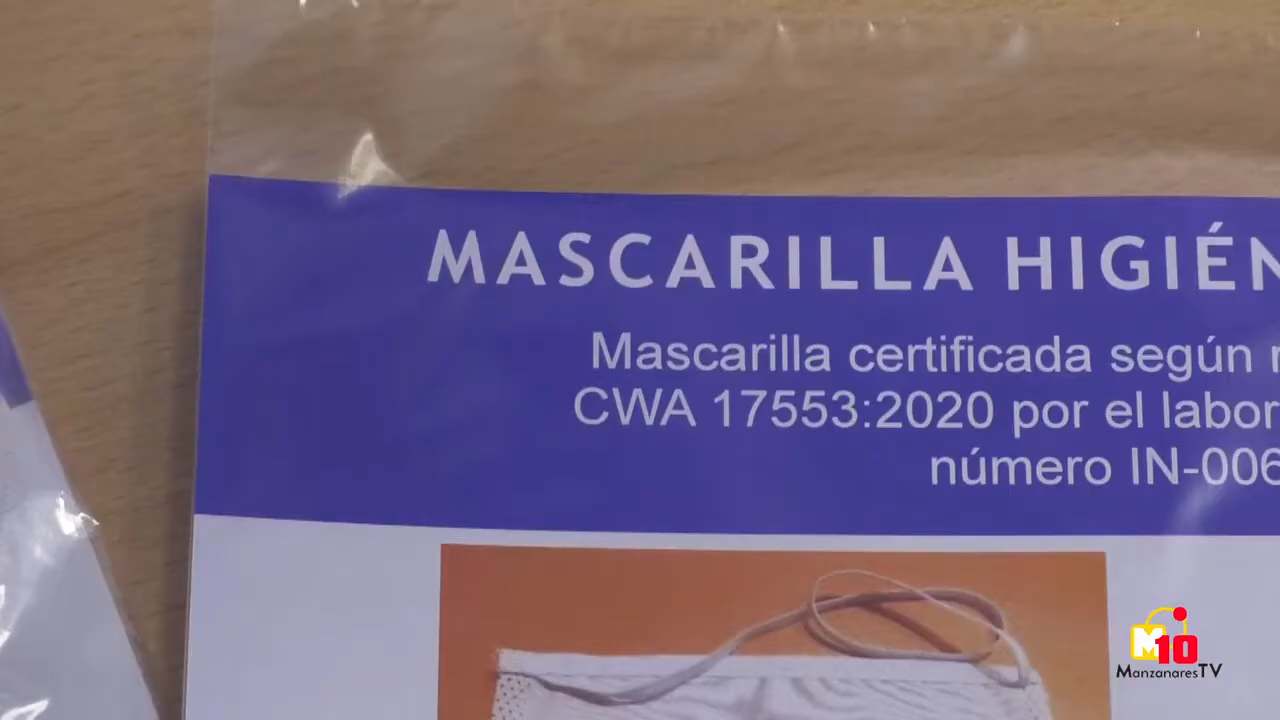 MASCARILLA HIGIÉN
Mascarilla certificada según
CWA 17553:2020 por el labor
número IN-006
M10
ManzanaresTV